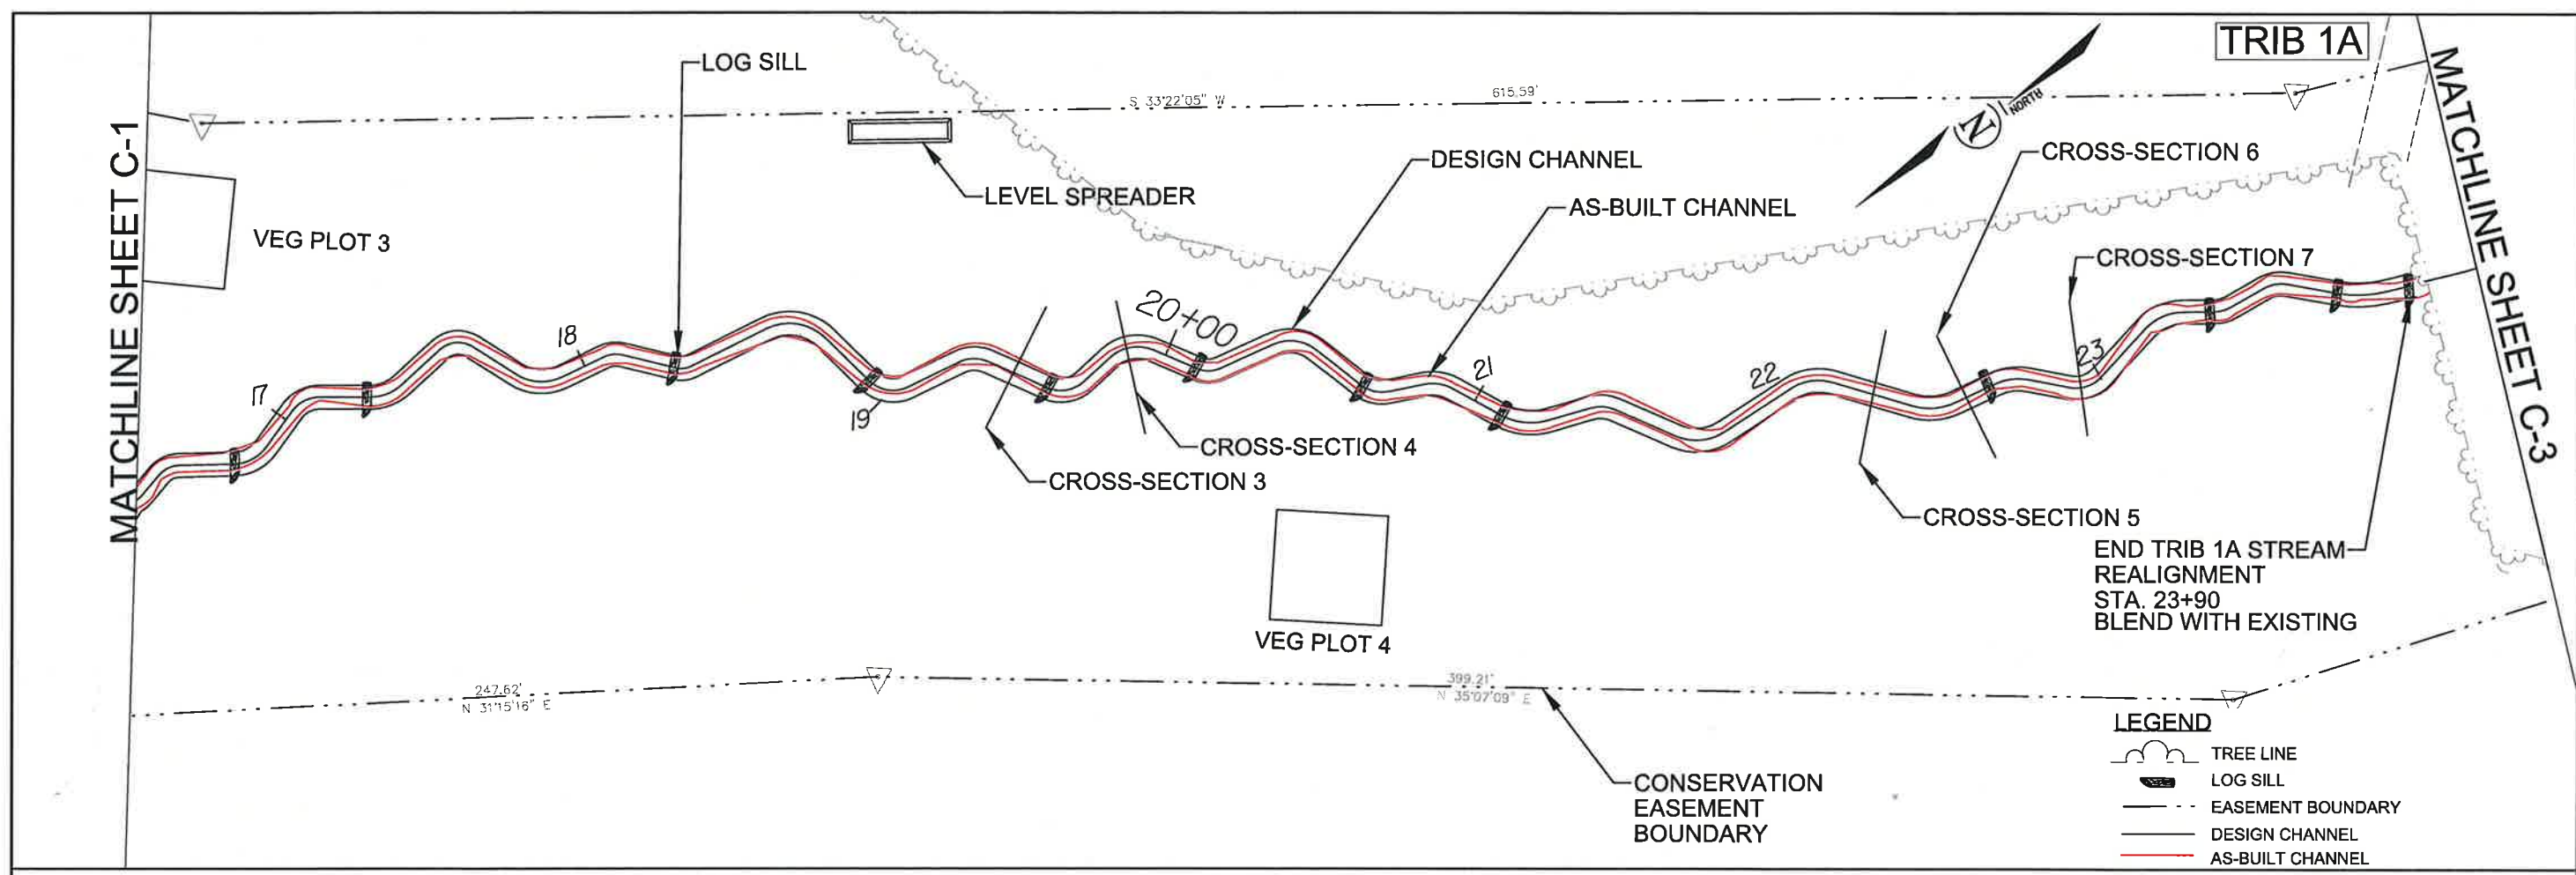 TRIB 1A
MATCHLINE SHEET C-1
MATCHLINE SHEET C-3
LOG SILL
S 33°22'05" W
615.59'
NORTH
N
LEVEL SPREADER
DESIGN CHANNEL
AS-BUILT CHANNEL
CROSS-SECTION 6
CROSS-SECTION 7
VEG PLOT 3
17
18
19
20+00
21
22
23
CROSS-SECTION 4
CROSS-SECTION 3
CROSS-SECTION 5
END TRIB 1A STREAM
REALIGNMENT
STA. 23+90
BLEND WITH EXISTING
VEG PLOT 4
247.62'
N 31°15'16" E
399.21'
N 35°07'09" E
CONSERVATION
EASEMENT
BOUNDARY
LEGEND
TREE LINE
LOG SILL
EASEMENT BOUNDARY
DESIGN CHANNEL
AS-BUILT CHANNEL